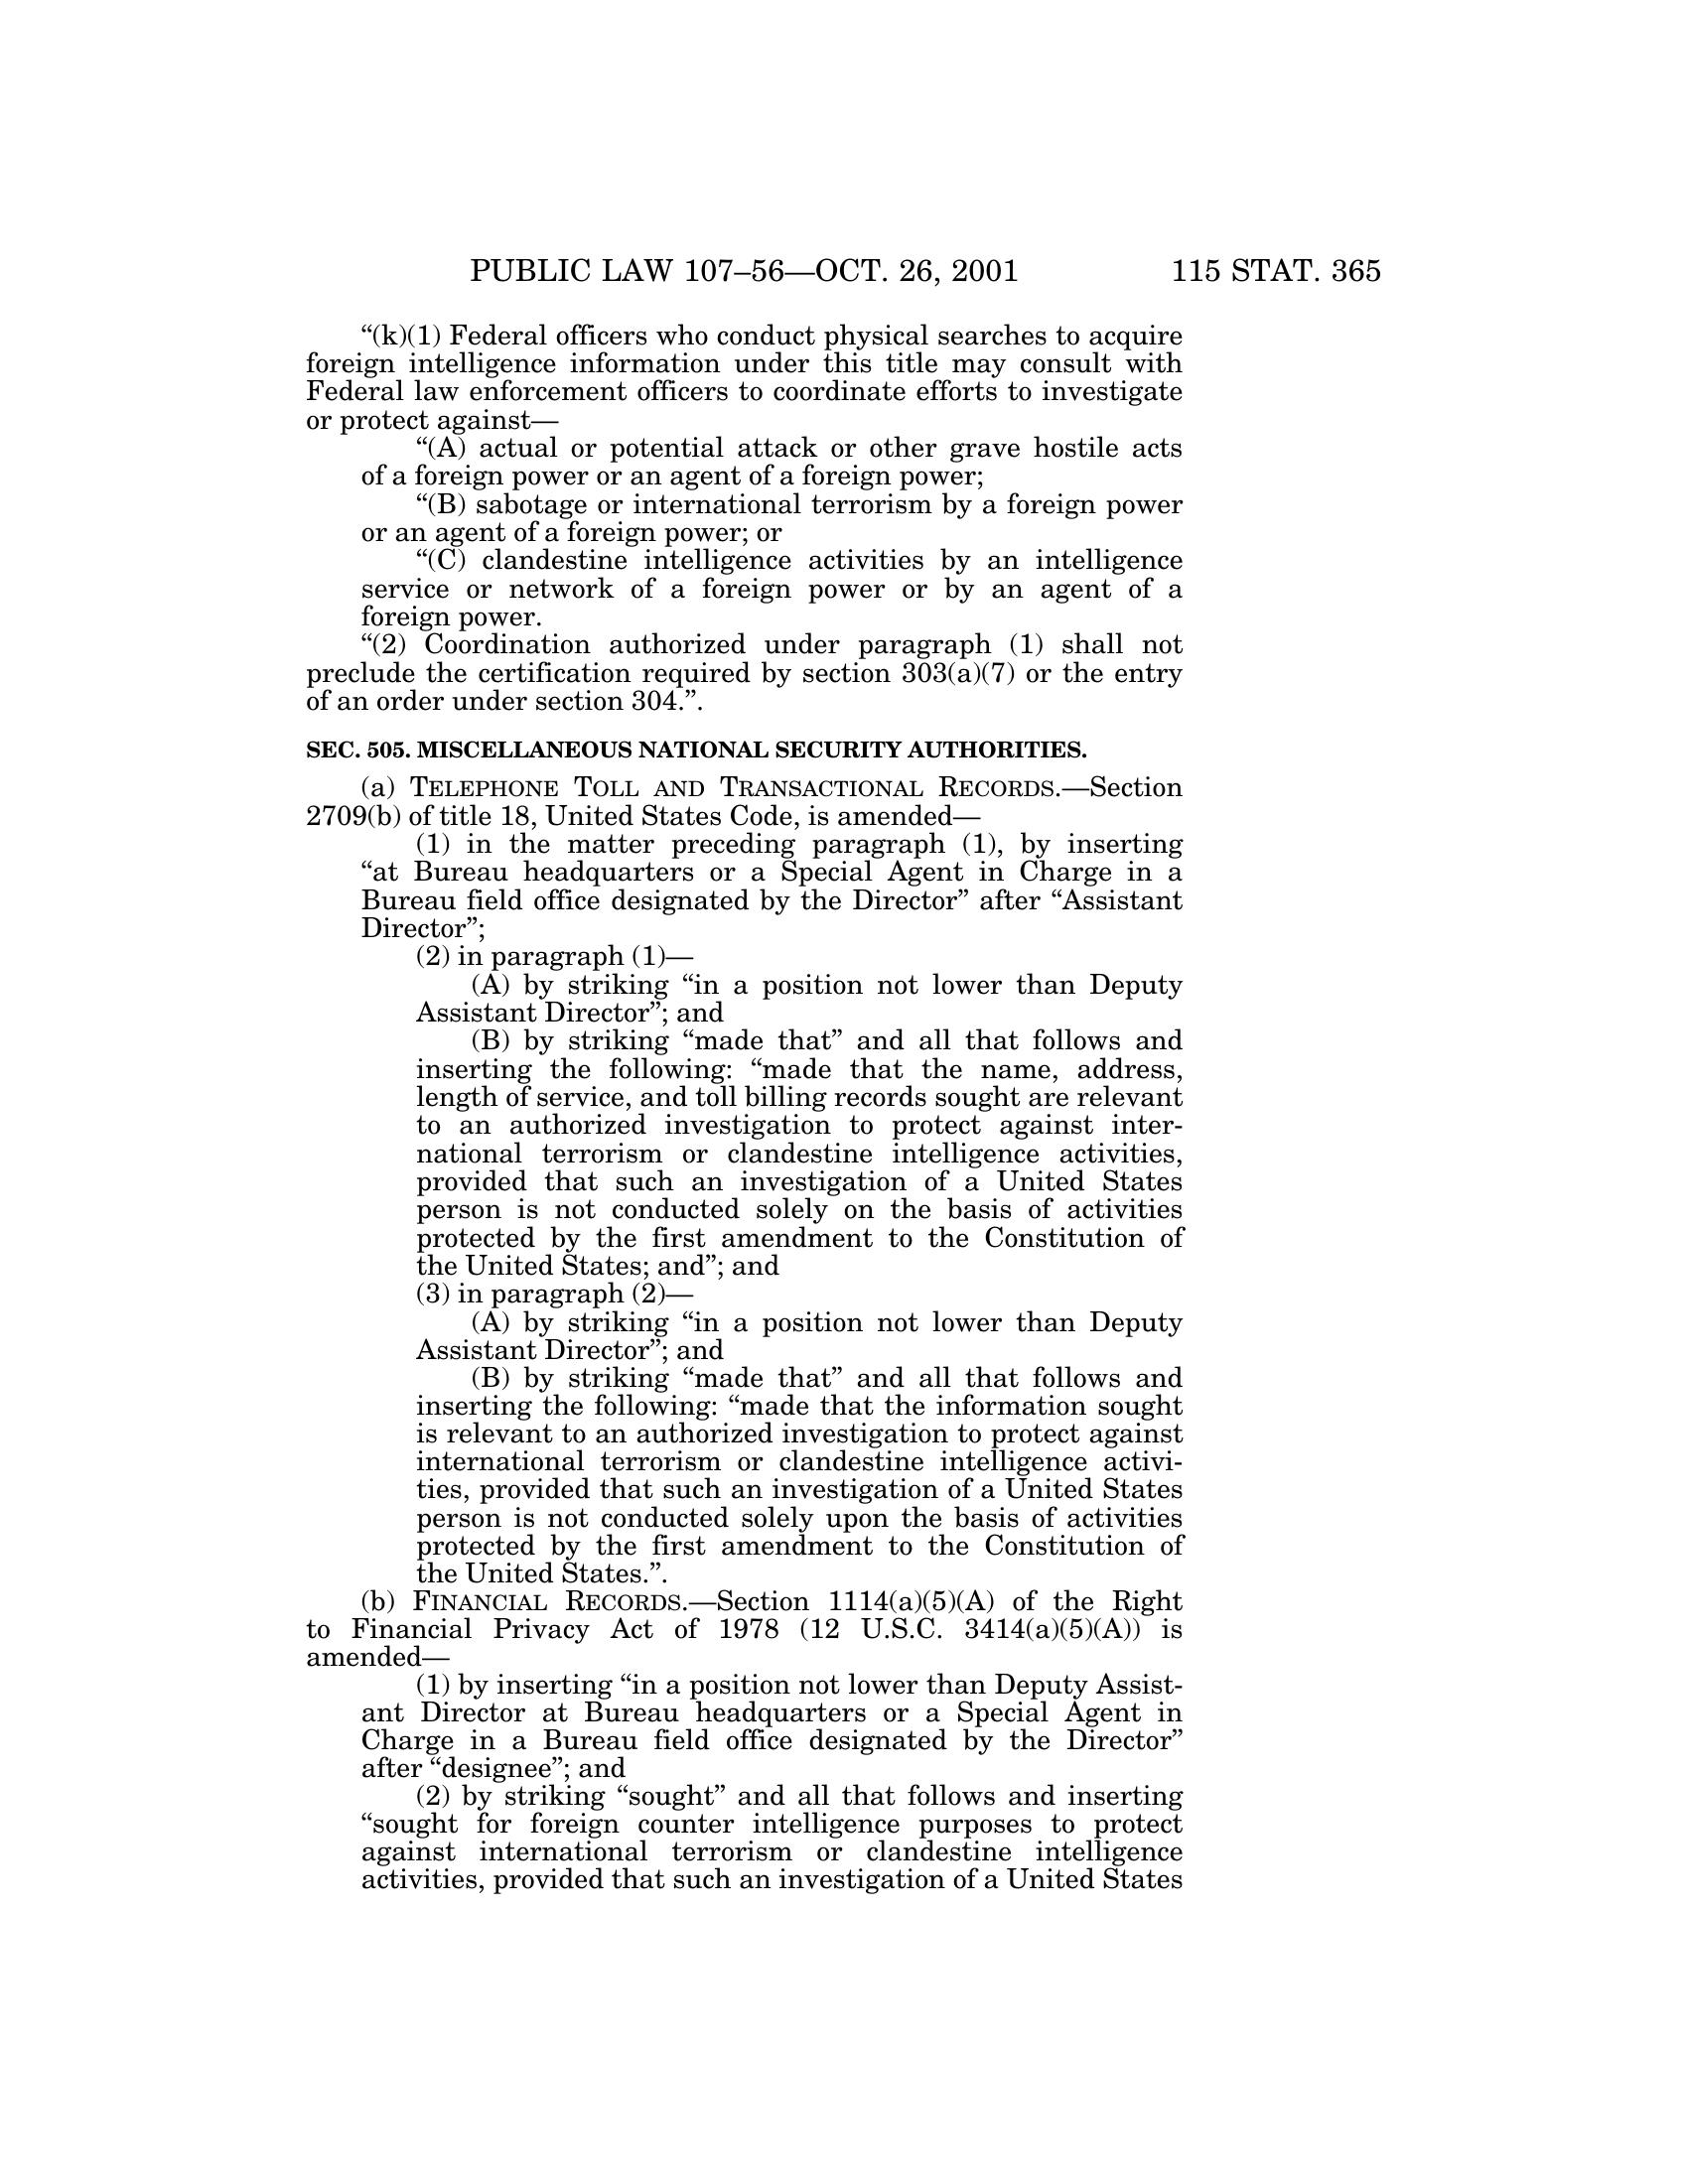 PUBLIC LAW 107–56—OCT. 26, 2001 115 STAT. 365
“(k)(1) Federal officers who conduct physical searches to acquire
foreign intelligence information under this title may consult with
Federal law enforcement officers to coordinate efforts to investigate
or protect against—
“(A) actual or potential attack or other grave hostile acts
of a foreign power or an agent of a foreign power;
“(B) sabotage or international terrorism by a foreign power
or an agent of a foreign power; or
“(C) clandestine intelligence activities by an intelligence
service or network of a foreign power or by an agent of a
foreign power.
“(2) Coordination authorized under paragraph (1) shall not
preclude the certification required by section 303(a)(7) or the entry
of an order under section 304.”.
SEC. 505. MISCELLANEOUS NATIONAL SECURITY AUTHORITIES.
(a) TELEPHONE TOLL AND TRANSACTIONAL RECORDS.—Section
2709(b) of title 18, United States Code, is amended—
(1) in the matter preceding paragraph (1), by inserting
“at Bureau headquarters or a Special Agent in Charge in a
Bureau field office designated by the Director” after “Assistant
Director”;
(2) in paragraph (1)—
(A) by striking “in a position not lower than Deputy
Assistant Director”; and
(B) by striking “made that” and all that follows and
inserting the following: “made that the name, address,
length of service, and toll billing records sought are relevant
to an authorized investigation to protect against inter-
national terrorism or clandestine intelligence activities,
provided that such an investigation of a United States
person is not conducted solely on the basis of activities
protected by the first amendment to the Constitution of
the United States; and”; and
(3) in paragraph (2)—
(A) by striking “in a position not lower than Deputy
Assistant Director”; and
(B) by striking “made that” and all that follows and
inserting the following: “made that the information sought
is relevant to an authorized investigation to protect against
international terrorism or clandestine intelligence activi-
ties, provided that such an investigation of a United States
person is not conducted solely upon the basis of activities
protected by the first amendment to the Constitution of
the United States.”.
(b) FINANCIAL RECORDS.—Section 1114(a)(5)(A) of the Right
to Financial Privacy Act of 1978 (12 U.S.C. 3414(a)(5)(A)) is
amended—
(1) by inserting “in a position not lower than Deputy Assist-
ant Director at Bureau headquarters or a Special Agent in
Charge in a Bureau field office designated by the Director”
after “designee”; and
(2) by striking “sought” and all that follows and inserting
“sought for foreign counter intelligence purposes to protect
against international terrorism or clandestine intelligence
activities, provided that such an investigation of a United States